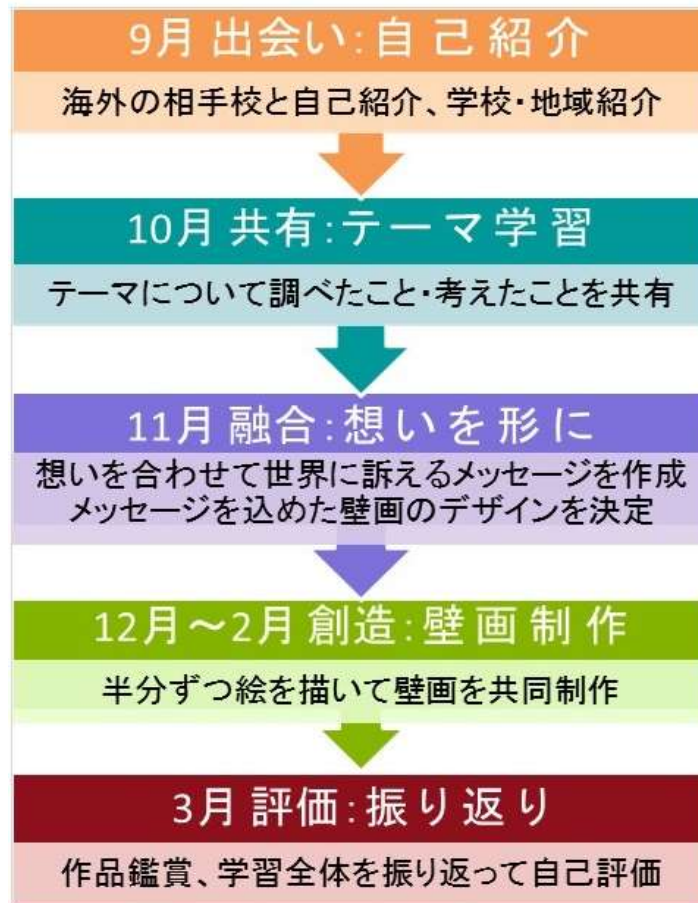 9月 出会い:自己紹介
海外の相手校と自己紹介、学校・地域紹介
10月 共有:テーマ学習
テーマについて調べたこと・考えたことを共有
11月 融合:想いを形に
想いを合わせて世界に訴えるメッセージを作成
メッセージを込めた壁画のデザインを決定
12月～2月 創造:壁画制作
半分ずつ絵を描いて壁画を共同制作
3月 評価:振り返り
作品鑑賞、学習全体を振り返って自己評価